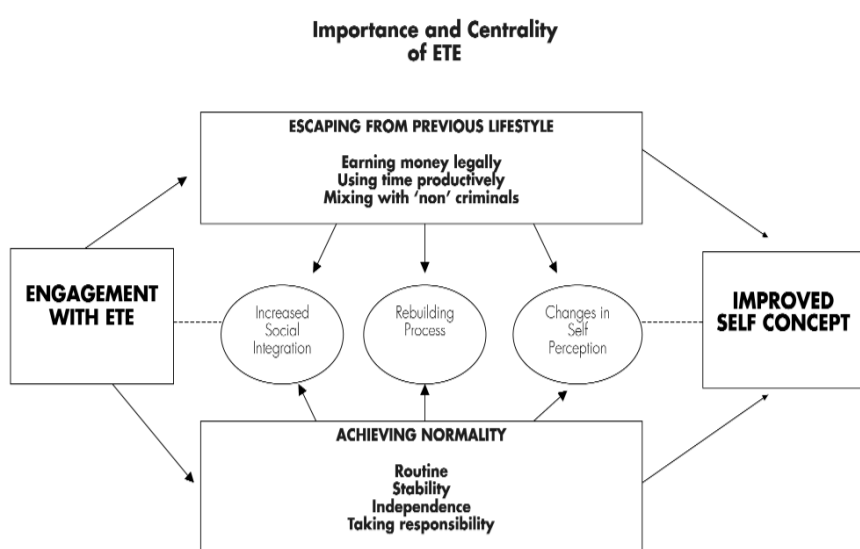 Importance and Centrality
of ETE
ESCAPING FROM PREVIOUS LIFESTYLE
Earning money legally
Using time productively
Mixing with ‘non’ criminals
ENGAGEMENT
WITH ETE
Increased
Social
Integration
Rebuilding
Process
Changes in
Self
Perception
IMPROVED
SELF CONCEPT
ACHIEVING NORMALITY
Routine
Stability
Independence
Taking responsibility